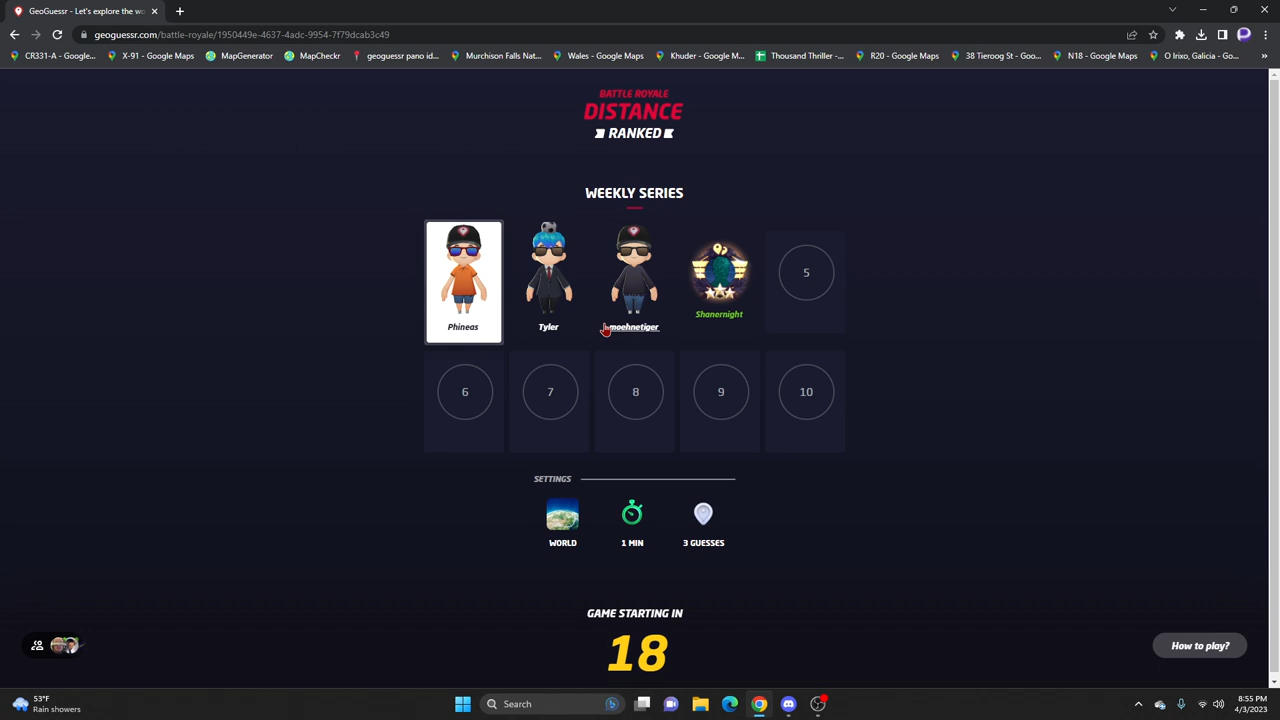 GeoGuessr - Let's explore the wo
geoguessr.com/battle-royale/1950449e-4637-4adc-9954-7f79dcab3c49
CR331-A - Google...
X-91 - Google Maps
MapGenerator
MapCheckr
geoguessr pano id...
Murchison Falls Nat...
Wales - Google Maps
Khuder - Google M...
Thousand Thriller -...
R20 - Google Maps
38 Tieroog St - Goo...
N18 - Google Maps
O Irixo, Galicia - Go...
BATTLE ROYALE
DISTANCE
RANKED
WEEKLY SERIES
Phineas
Tyler
moehnetiger
Shanernight
5
6
7
8
9
10
SETTINGS
WORLD
1 MIN
3 GUESSES
GAME STARTING IN
18
How to play?
53°F
Rain showers
Search
8:55 PM
4/3/2023